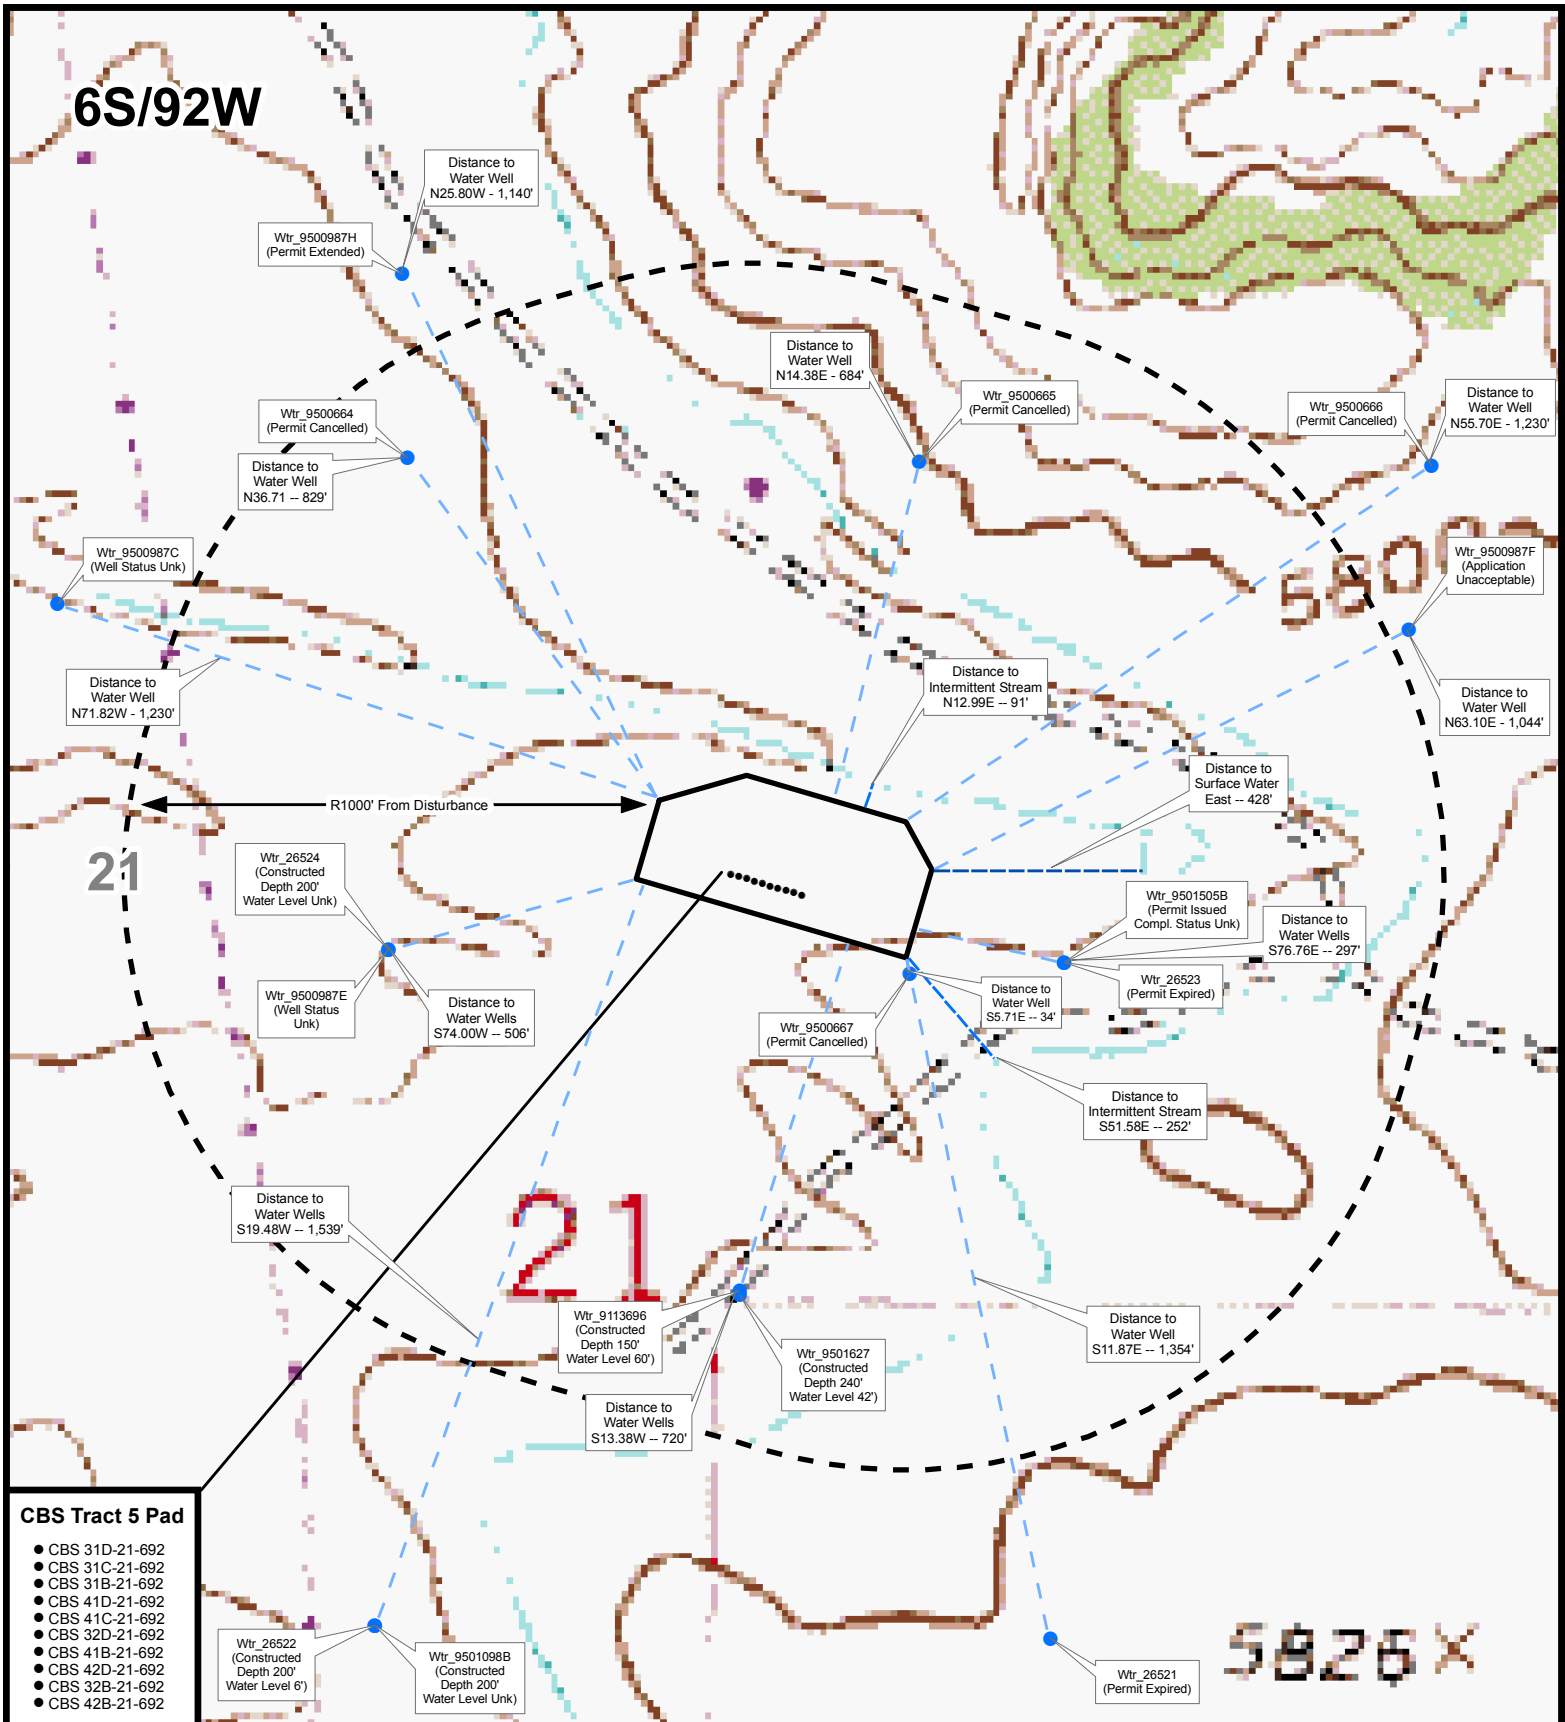 6S/92W
Distance to
Water Well
N25.80W - 1,140'
Wtr_9500987H
(Permit Extended)
Distance to
Water Well
N14.38E - 684'
Wtr_9500665
(Permit Cancelled)
Wtr_9500666
(Permit Cancelled)
Distance to
Water Well
N55.70E - 1,230'
Wtr_9500664
(Permit Cancelled)
Distance to
Water Well
N36.71 -- 829'
Wtr_9500987C
(Well Status Unk)
Wtr_9500987F
(Application
Unacceptable)
580
Distance to
Water Well
N71.82W - 1,230'
Distance to
Intermittent Stream
N12.99E -- 91'
Distance to
Water Well
N63.10E - 1,044'
Distance to
Surface Water
East -- 428'
R1000' From Disturbance
21
Wtr_26524
(Constructed
Depth 200'
Water Level Unk)
Wtr_9501505B
(Permit Issued
Compl. Status Unk)
Distance to
Water Wells
S76.76E -- 297'
Wtr_26523
(Permit Expired)
Wtr_9500987E
(Well Status
Unk)
Distance to
Water Wells
S74.00W -- 506'
Distance to
Water Well
S5.71E -- 34'
Wtr_9500667
(Permit Cancelled)
Distance to
Intermittent Stream
S51.58E -- 252'
Distance to
Water Wells
S19.48W -- 1,539'
21
Wtr_9113696
(Constructed
Depth 150'
Water Level 60')
Distance to
Water Well
S11.87E -- 1,354'
Wtr_9501627
(Constructed
Depth 240'
Water Level 42')
Distance to
Water Wells
S13.38W -- 720'
CBS Tract 5 Pad
CBS 31D-21-692
CBS 31C-21-692
CBS 31B-21-692
CBS 41D-21-692
CBS 41C-21-692
CBS 32D-21-692
CBS 41B-21-692
CBS 42D-21-692
CBS 32B-21-692
CBS 42B-21-692
Wtr_26522
(Constructed
Depth 200'
Water Level 6')
Wtr_9501098B
(Constructed
Depth 200'
Water Level Unk)
Wtr_26521
(Permit Expired)
5826 X